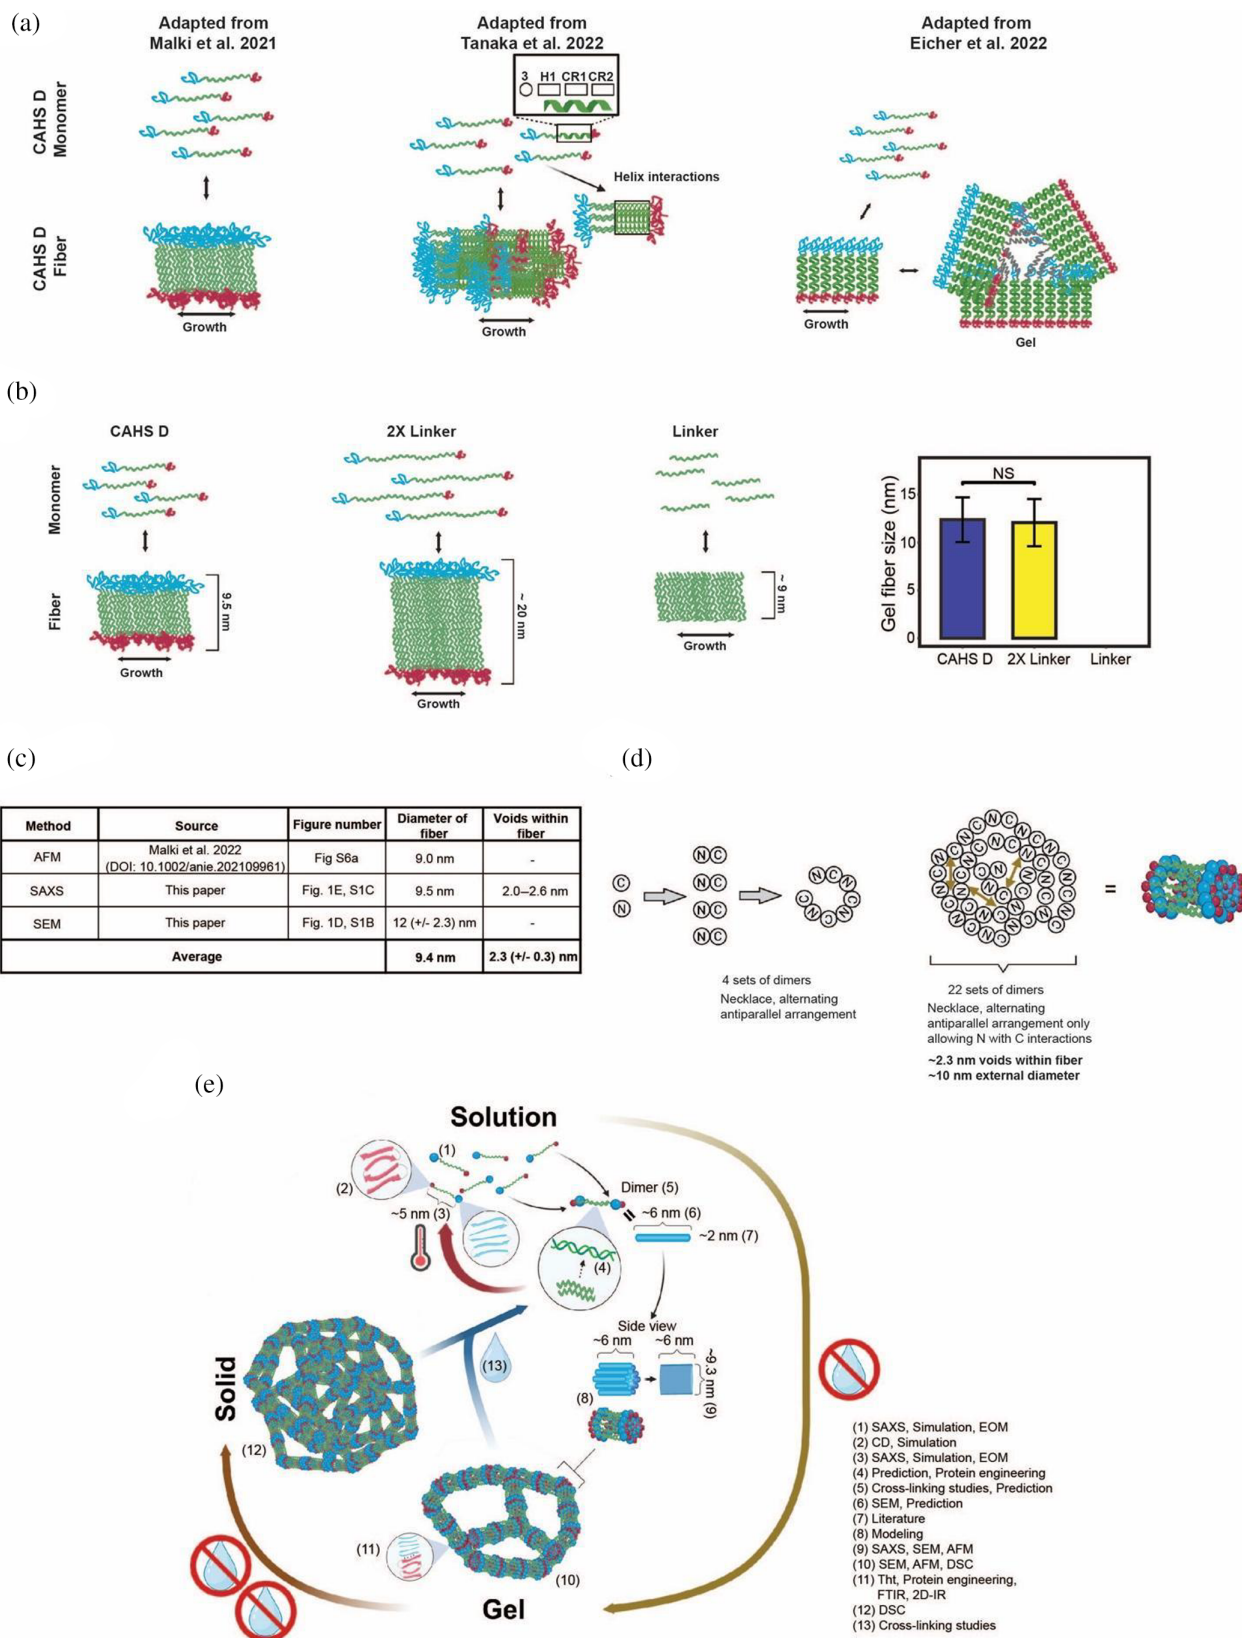 (a)
Adapted from
Malki et al. 2021
Adapted from
Tanaka et al. 2022
Adapted from
Eicher et al. 2022
CAHS D
Monomer
3 H1 CR1 CR2
Helix interactions
CAHS D
Fiber
Growth
Growth
Growth
Gel
(b)
CAHS D
2X Linker
Linker
Monomer
Fiber
9.5 nm
~ 20 nm
~ 9 nm
Growth
Growth
Growth
Gel fiber size (nm)
15
10
5
0
NS
CAHS D 2X Linker Linker
(c)
Method Source Figure number Diameter of fiber Voids within fiber
AFM Malki et al. 2022 (DOI: 10.1002/anie.202109961) Fig S6a 9.0 nm -
SAXS This paper Fig. 1E, S1C 9.5 nm 2.0–2.6 nm
SEM This paper Fig. 1D, S1B 12 (+/- 2.3) nm -
Average 9.4 nm 2.3 (+/- 0.3) nm
(d)
C
N
N C
N C
N C
N C
4 sets of dimers
Necklace, alternating
antiparallel arrangement
=
22 sets of dimers
Necklace, alternating
antiparallel arrangement only
allowing N with C interactions
~2.3 nm voids within fiber
~10 nm external diameter
(e)
Solution
(1)
(2)
~5 nm (3)
Dimer (5)
=
~6 nm (6)
~2 nm (7)
(4)
Side view
~6 nm ~6 nm
~9.3 nm (9)
(8)
(13)
Solid
(12)
(11)
(10)
Gel
(1) SAXS, Simulation, EOM
(2) CD, Simulation
(3) SAXS, Simulation, EOM
(4) Prediction, Protein engineering
(5) Cross-linking studies, Prediction
(6) SEM, Prediction
(7) Literature
(8) Modeling
(9) SAXS, SEM, AFM
(10) SEM, AFM, DSC
(11) Tht, Protein engineering,
FTIR, 2D-IR
(12) DSC
(13) Cross-linking studies